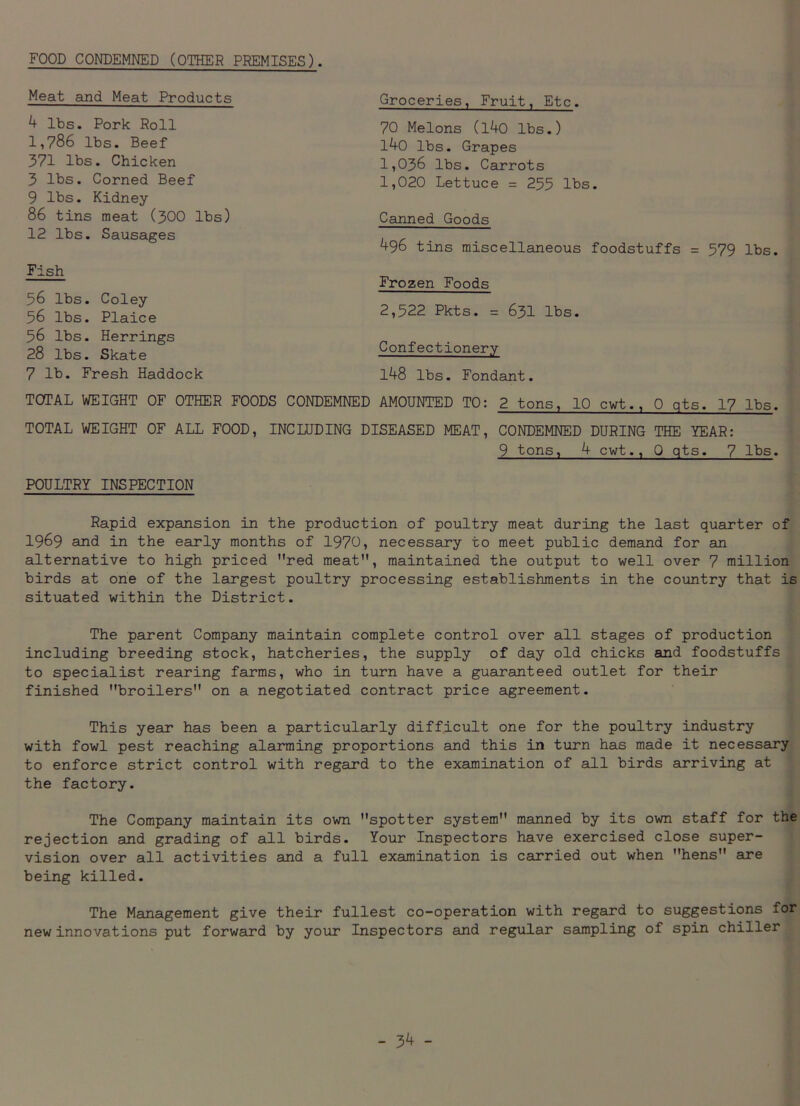 FOOD CONDEMNED (OTHER PREMISES).
Meat and Meat Products
4 lbs. Pork Roll
1,786 lbs. Beef
371 lbs. Chicken
3 lbs. Corned Beef
9 lbs. Kidney
86 tins meat (300 lbs)
12 lbs. Sausages
Fish
56 lbs. Coley
56 lbs. Plaice
56 lbs. Herrings
28 lbs. Skate
7 lb. Fresh Haddock
Groceries, Fruit, Etc.
70 Melons (140 lbs.)
140 lbs. Grapes
1,036 lbs. Carrots
1,020 Lettuce = 255 lbs.
Canned Goods
496 tins miscellaneous foodstuffs = 579 lbs.
Frozen Foods
2,522 Pkts. = 631 lbs.
Confectionery
148 lbs. Fondant.
TOTAL WEIGHT OF OTHER FOODS CONDEMNED AMOUNTED TO: 2 tons, 10 cwt., 0 qts. 17 lbs.
TOTAL WEIGHT OF ALL FOOD, INCLUDING DISEASED MEAT, CONDEMNED DURING THE YEAR:
9 tons, 4 cwt., 0 qts. 7 lbs.
POULTRY INSPECTION
Rapid expansion in the production of poultry meat during the last quarter of
1969 and in the early months of 1970, necessary to meet public demand for an
alternative to high priced "red meat", maintained the output to well over 7 million
birds at one of the largest poultry processing establishments in the country that is
situated within the District.
The parent Company maintain complete control over all stages of production
including breeding stock, hatcheries, the supply of day old chicks and foodstuffs
to specialist rearing farms, who in turn have a guaranteed outlet for their
finished "broilers" on a negotiated contract price agreement.
This year has been a particularly difficult one for the poultry industry
with fowl pest reaching alarming proportions and this in turn has made it necessary
to enforce strict control with regard to the examination of all birds arriving at
the factory.
The Company maintain its own "spotter system" manned by its own staff for the
rejection and grading of all birds. Your Inspectors have exercised close super-
vision over all activities and a full examination is carried out when "hens" are
being killed.
The Management give their fullest co-operation with regard to suggestions for
new innovations put forward by your Inspectors and regular sampling of spin chiller
- 34 -